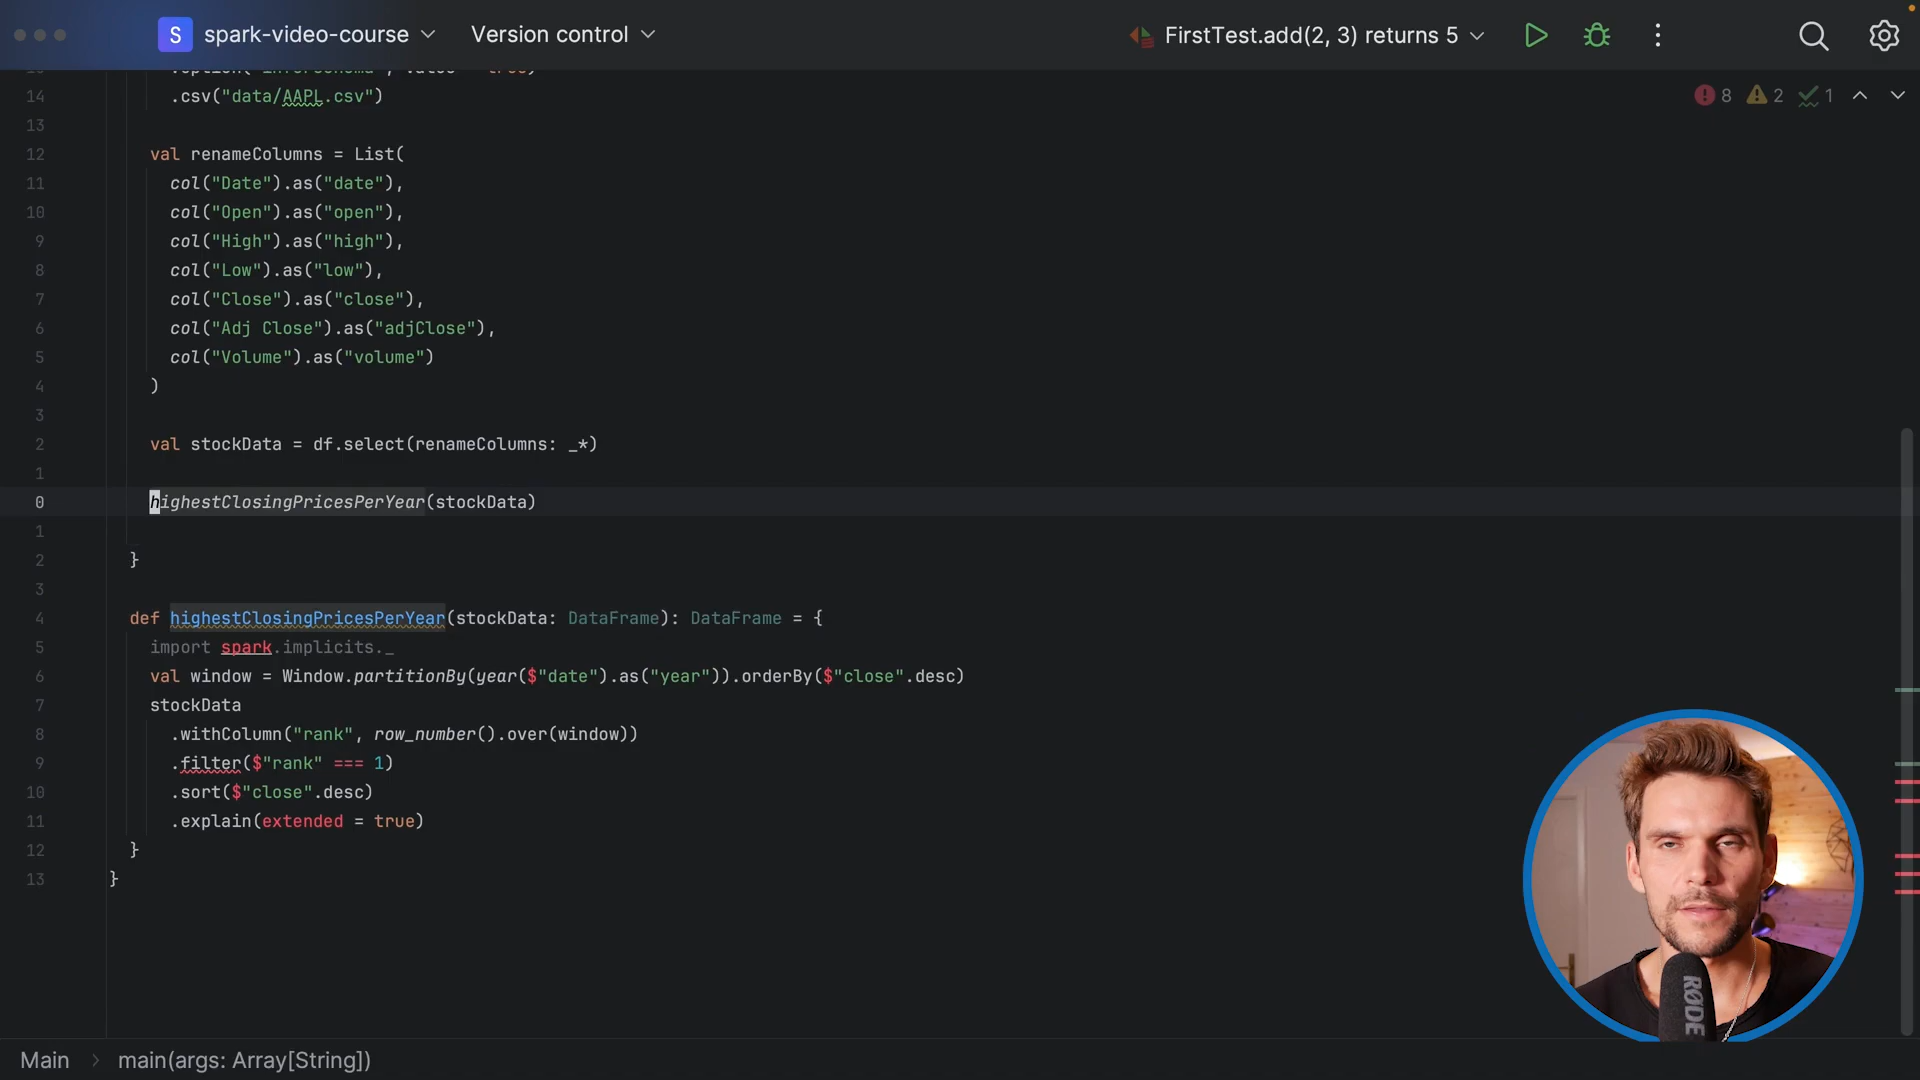 S spark-video-course Version control FirstTest.add(2, 3) returns 5
14 .csv("data/AAPL.csv") 8 2 1
13
12 val renameColumns = List(
11 col("Date").as("date"),
10 col("Open").as("open"),
9 col("High").as("high"),
8 col("Low").as("low"),
7 col("Close").as("close"),
6 col("Adj Close").as("adjClose"),
5 col("Volume").as("volume")
4 )
3
2 val stockData = df.select(renameColumns: _*)
1
0 highestClosingPricesPerYear(stockData)
1
2 }
3
4 def highestClosingPricesPerYear(stockData: DataFrame): DataFrame = {
5 import spark.implicits._
6 val window = Window.partitionBy(year($"date").as("year")).orderBy($"close".desc)
7 stockData
8 .withColumn("rank", row_number().over(window))
9 .filter($"rank" === 1)
10 .sort($"close".desc)
11 .explain(extended = true)
12 }
13 }
RØDE
Main > main(args: Array[String])